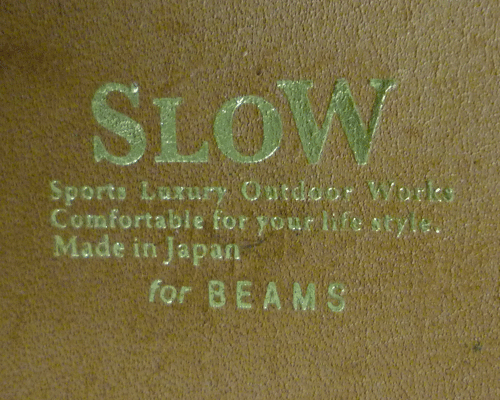 SLOW
Sports Luxury Outdoor Works
Comfortable for your life style.
Made in Japan
for BEAMS